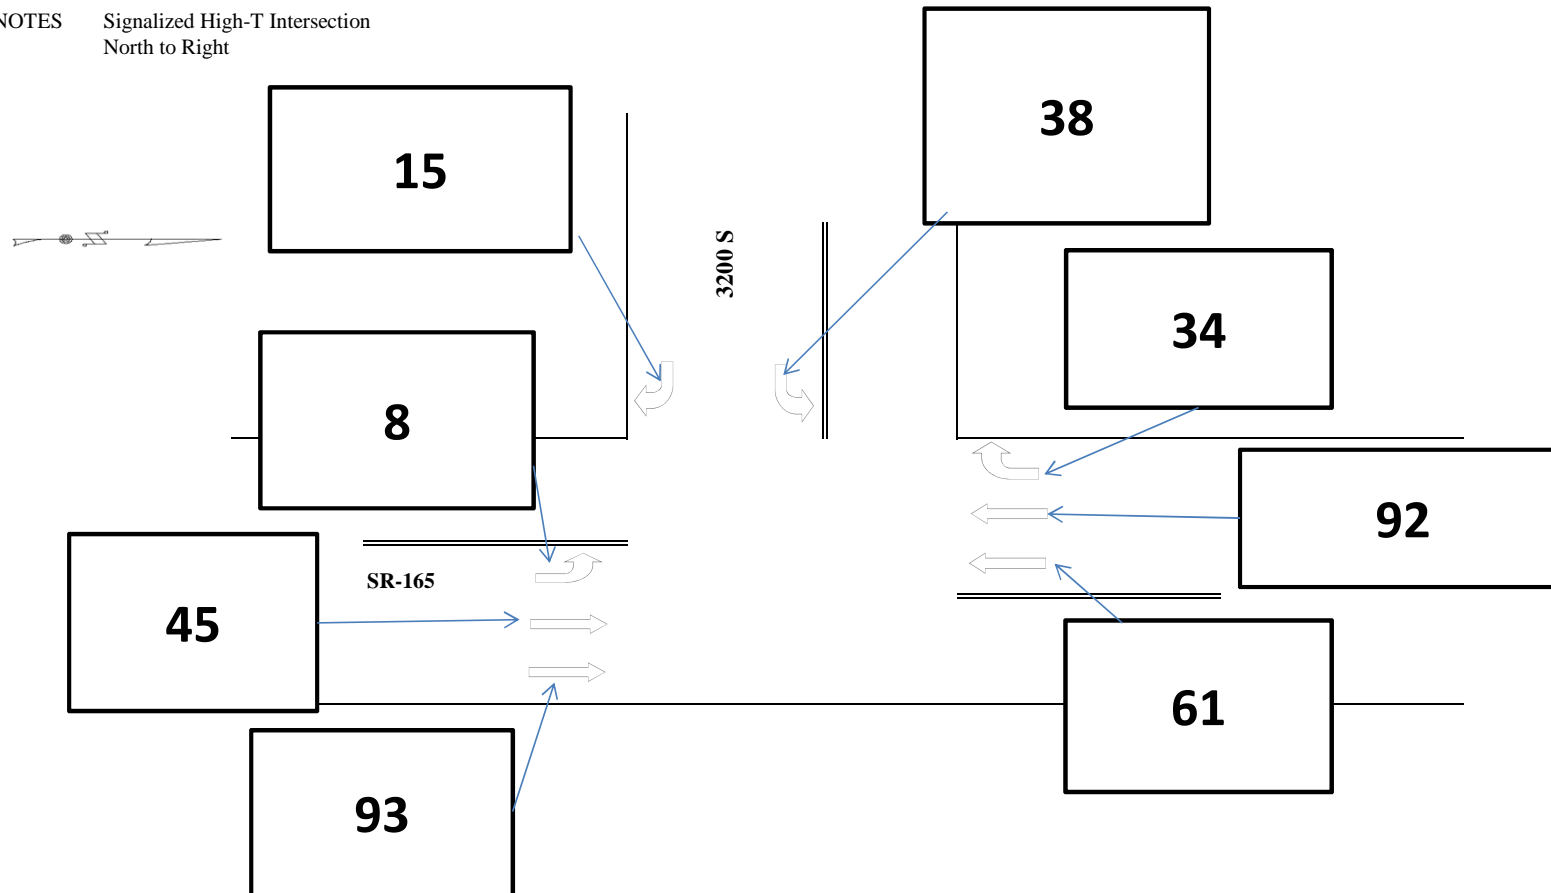 NOTES Signalized High-T Intersection
North to Right
38
15
3200 S
34
8
92
SR-165
45
61
93